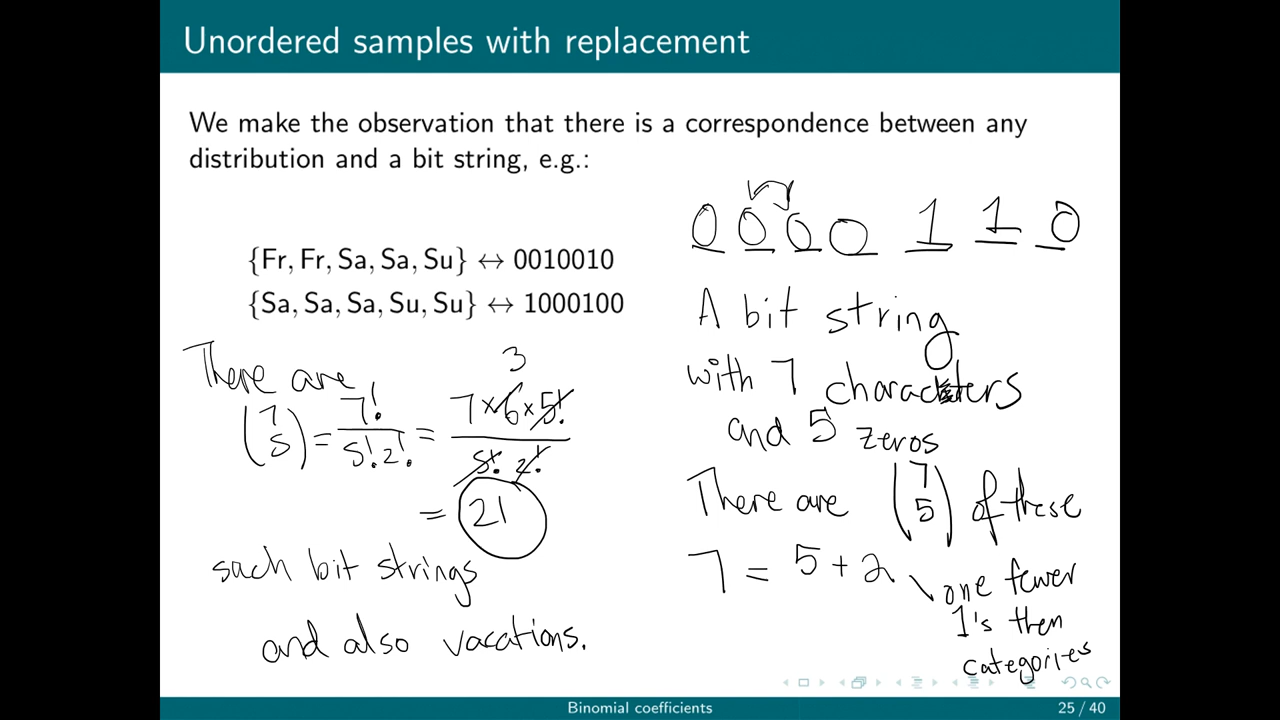 Unordered samples with replacement
We make the observation that there is a correspondence between any
distribution and a bit string, e.g.:
{Fr, Fr, Sa, Sa, Su} ↔ 0010010
{Sa, Sa, Sa, Su, Su} ↔ 1000100
There are
(7 5) = 7!/5!2! = 7×6×5!/5!2!
3
= 21
such bit strings
and also vacations.
0 0 0 0 1 1 0
A bit string
with 7 characters
and 5 zeros
There are (7 5) of these
7 = 5+2
one fewer
1's then
categories
Binomial coefficients
25 / 40